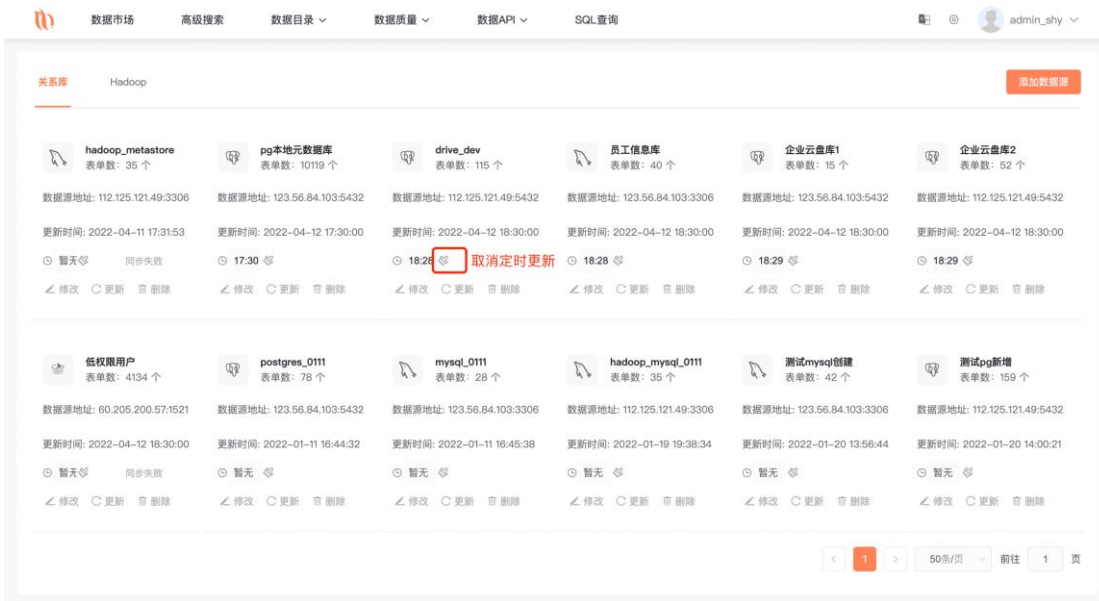 数据市场 高级搜索 数据目录 数据质量 数据API SQL查询 admin_shy
关系库 Hadoop 添加数据源
hadoop_metastore pg本地元数据库 drive_dev 员工信息库 企业云盘库1 企业云盘库2
表单数: 35 个 表单数: 10119 个 表单数: 115 个 表单数: 40 个 表单数: 15 个 表单数: 52 个
数据源地址: 112.125.121.49:3306 数据源地址: 123.56.84.103:5432 数据源地址: 112.125.121.49:5432 数据源地址: 123.56.84.103:3306 数据源地址: 123.56.84.103:5432 数据源地址: 112.125.121.49:5432
更新时间: 2022-04-11 17:31:53 更新时间: 2022-04-12 17:30:00 更新时间: 2022-04-12 18:30:00 更新时间: 2022-04-12 18:30:00 更新时间: 2022-04-12 18:30:00 更新时间: 2022-04-12 18:30:00
暂无 同步失败 17:30 18:28 取消定时更新 18:28 18:29 18:29
修改 更新 删除 修改 更新 删除 修改 更新 删除 修改 更新 删除 修改 更新 删除 修改 更新 删除
低权限用户 postgres_0111 mysql_0111 hadoop_mysql_0111 测试mysql创建 测试pg新增
表单数: 4134 个 表单数: 78 个 表单数: 28 个 表单数: 35 个 表单数: 42 个 表单数: 159 个
数据源地址: 60.205.200.57:1521 数据源地址: 123.56.84.103:5432 数据源地址: 123.56.84.103:3306 数据源地址: 112.125.121.49:3306 数据源地址: 123.56.84.103:3306 数据源地址: 112.125.121.49:5432
更新时间: 2022-04-12 18:30:00 更新时间: 2022-01-11 16:44:32 更新时间: 2022-01-11 16:45:38 更新时间: 2022-01-19 19:38:34 更新时间: 2022-01-20 13:56:44 更新时间: 2022-01-20 14:00:21
暂无 同步失败 暂无 暂无 暂无 暂无 暂无
修改 更新 删除 修改 更新 删除 修改 更新 删除 修改 更新 删除 修改 更新 删除 修改 更新 删除
1 50条/页 前往 1 页